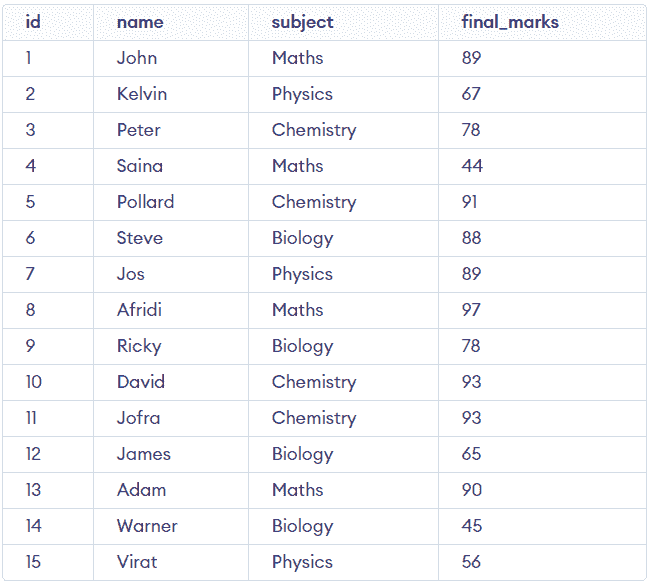 id name subject final_marks
1 John Maths 89
2 Kelvin Physics 67
3 Peter Chemistry 78
4 Saina Maths 44
5 Pollard Chemistry 91
6 Steve Biology 88
7 Jos Physics 89
8 Afridi Maths 97
9 Ricky Biology 78
10 David Chemistry 93
11 Jofra Chemistry 93
12 James Biology 65
13 Adam Maths 90
14 Warner Biology 45
15 Virat Physics 56